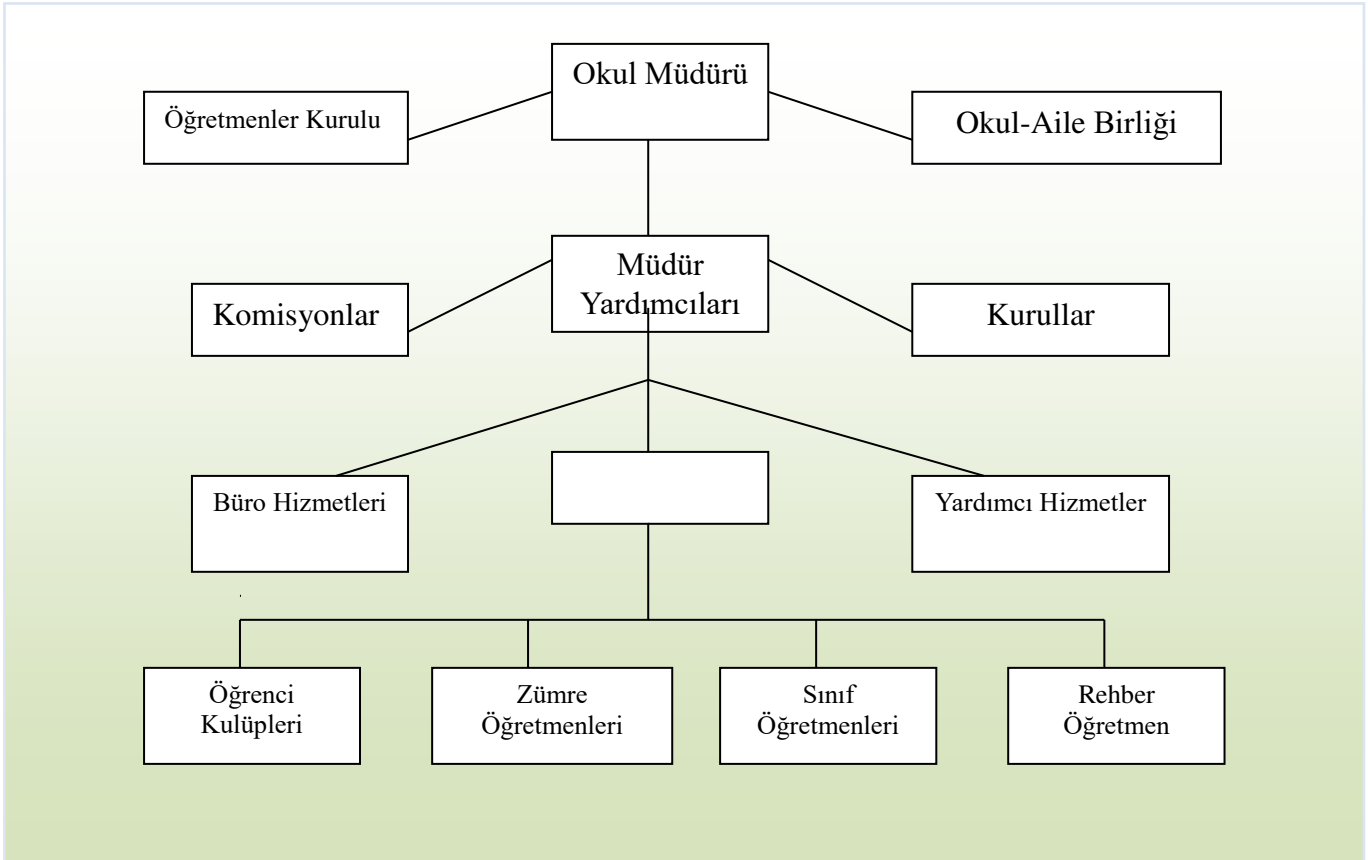 Okul Müdürü
Öğretmenler Kurulu
Okul-Aile Birliği
Müdür
Yardımcıları
Komisyonlar
Kurullar
Büro Hizmetleri
Yardımcı Hizmetler
Öğrenci
Kulüpleri
Zümre
Öğretmenleri
Sınıf
Öğretmenleri
Rehber
Öğretmen